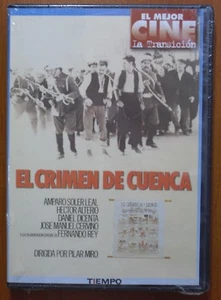 EL MEJOR
CINE
La Transición
EL CRIMEN DE CUENCA
AMPARO SOLER LEAL
HECTOR ALTERIO
DANIEL DICENTA
JOSE MANUEL CERVINO
FERNANDO REY
DIRIGIDA POR PILAR MIRO
TIEMPO